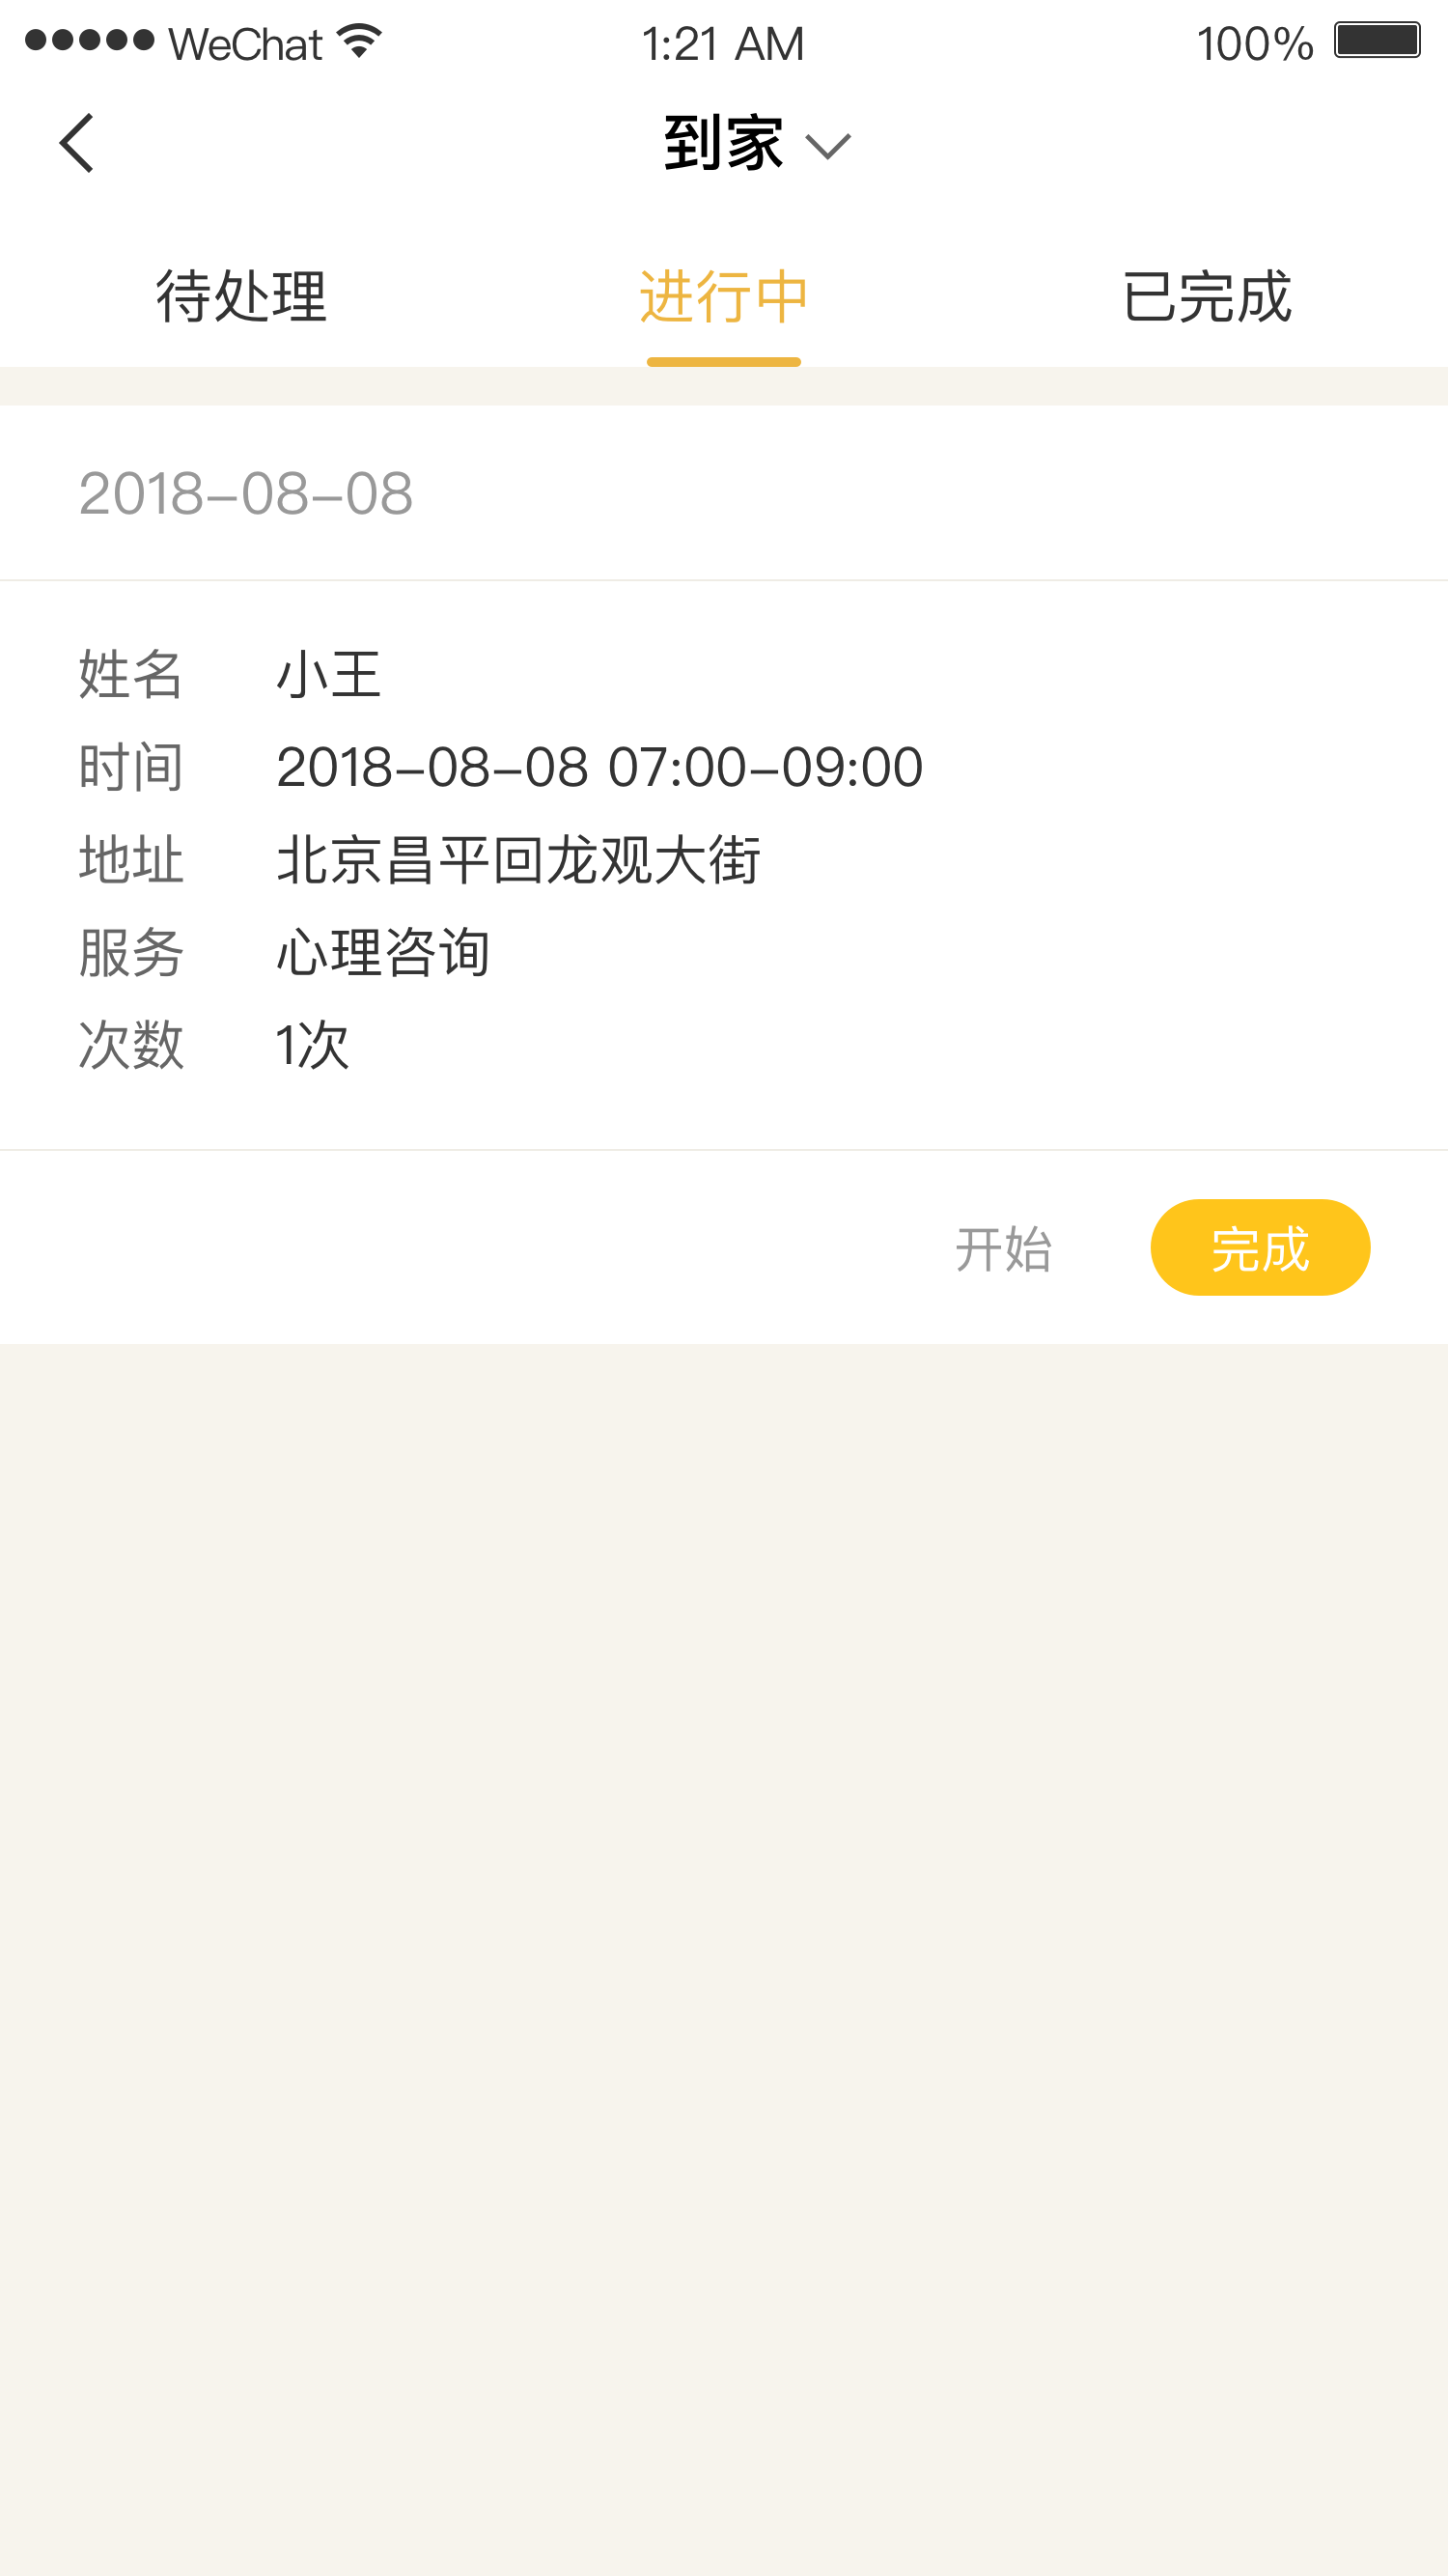 WeChat 1:21 AM 100%
到家
待处理 进行中 已完成
2018-08-08
姓名 小王
时间 2018-08-08 07:00-09:00
地址 北京昌平回龙观大街
服务 心理咨询
次数 1次
开始 完成